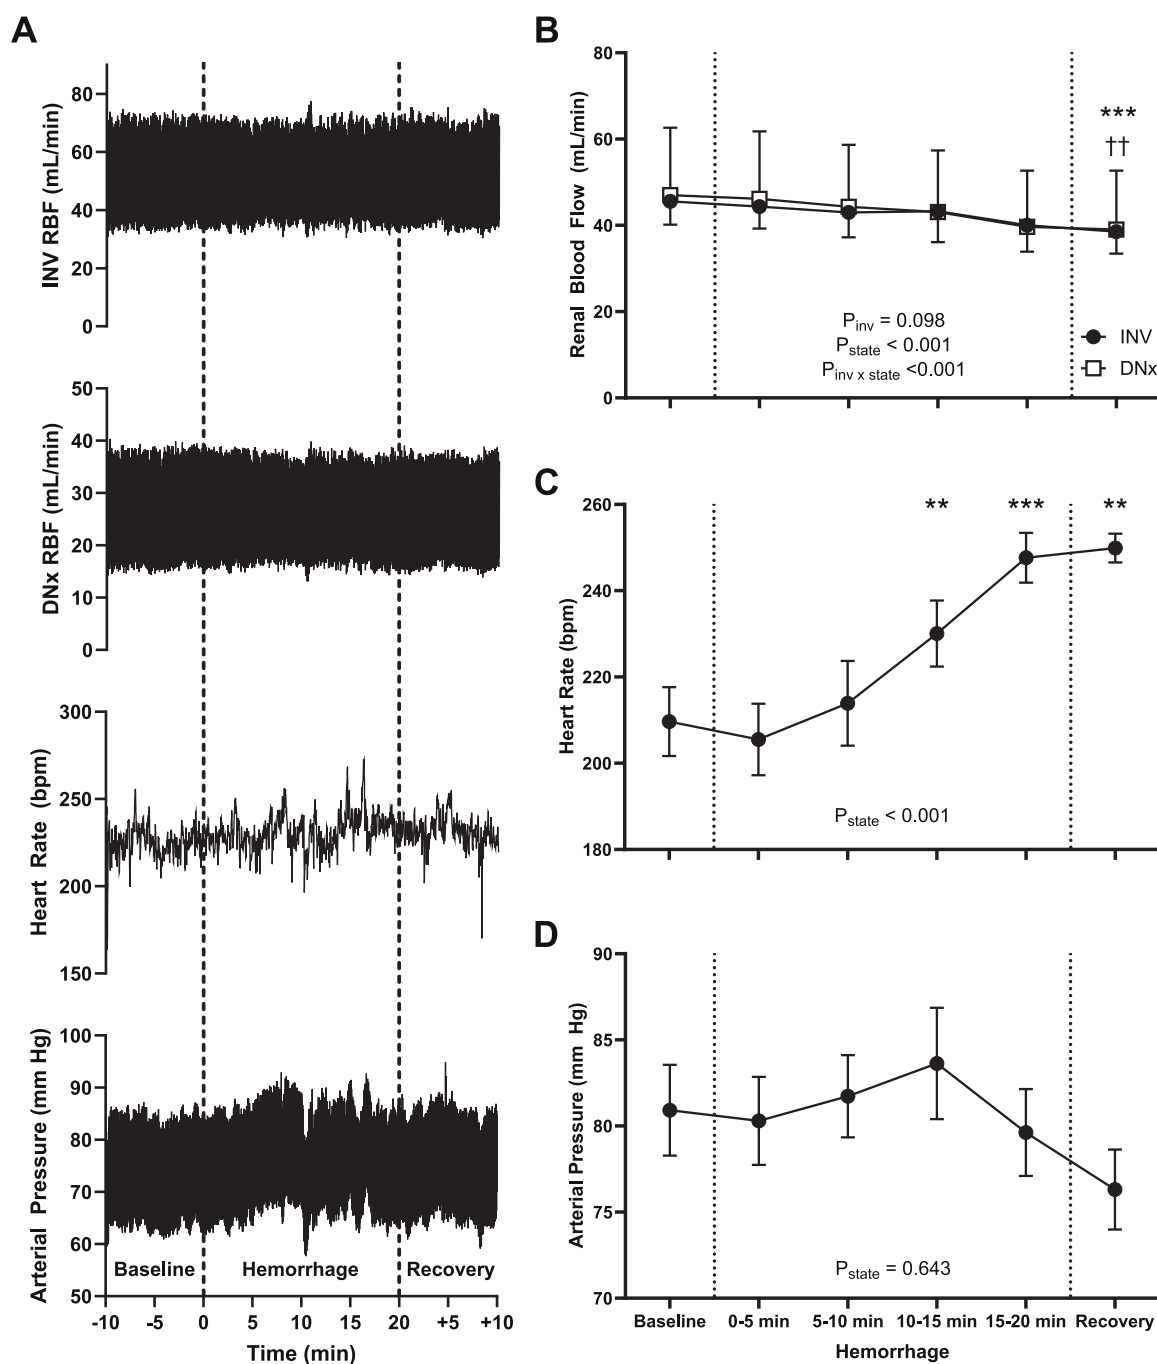 A
INV RBF (mL/min)
80
60
40
20
0
DNx RBF (mL/min)
50
40
30
20
10
0
Heart Rate (bpm)
300
250
200
150
Arterial Pressure (mm Hg)
100
90
80
70
60
50
Baseline Hemorrhage Recovery
-10 -5 0 5 10 15 20 +5 +10
Time (min)
B
Renal Blood Flow (mL/min)
80
60
40
20
0
***
††
P inv = 0.098
P state < 0.001
P inv x state <0.001
INV
DNx
C
Heart Rate (bpm)
260
240
220
200
180
** *** **
P state < 0.001
D
Arterial Pressure (mm Hg)
90
85
80
75
70
P state = 0.643
Baseline 0-5 min 5-10 min 10-15 min 15-20 min Recovery
Hemorrhage